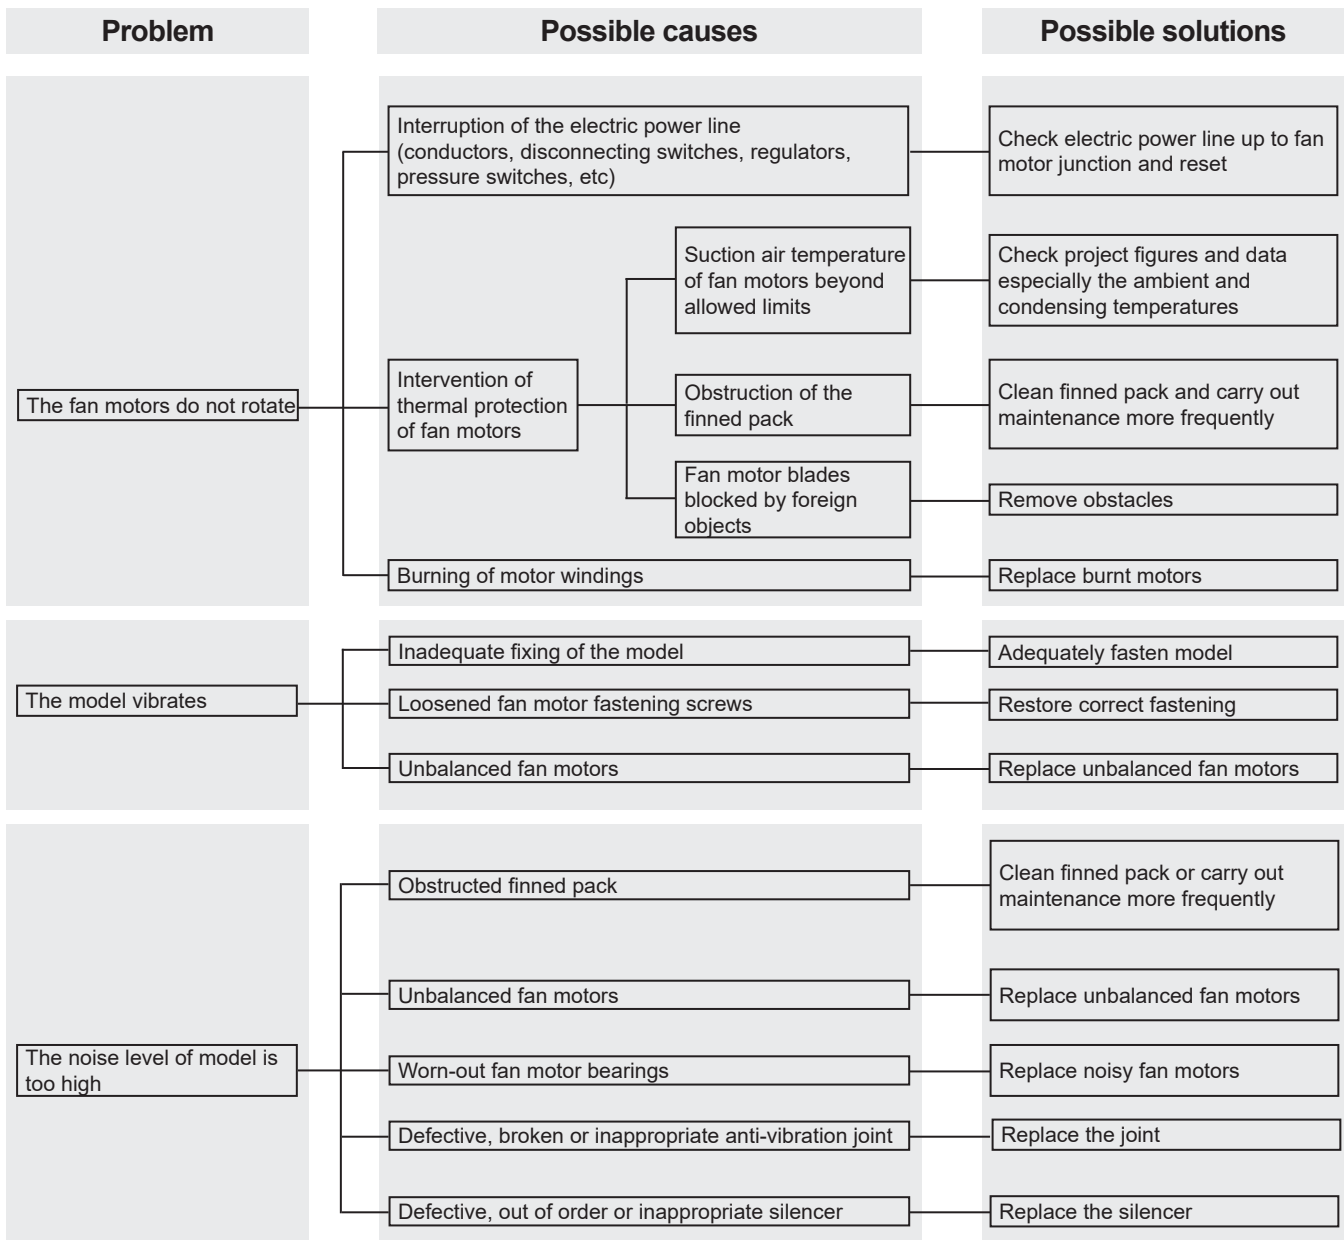 Problem
Possible causes
Possible solutions
The fan motors do not rotate
Interruption of the electric power line
(conductors, disconnecting switches, regulators,
pressure switches, etc)
Check electric power line up to fan
motor junction and reset
Intervention of
thermal protection
of fan motors
Suction air temperature
of fan motors beyond
allowed limits
Check project figures and data
especially the ambient and
condensing temperatures
Obstruction of the
finned pack
Clean finned pack and carry out
maintenance more frequently
Fan motor blades
blocked by foreign
objects
Remove obstacles
Burning of motor windings
Replace burnt motors
The model vibrates
Inadequate fixing of the model
Adequately fasten model
Loosened fan motor fastening screws
Restore correct fastening
Unbalanced fan motors
Replace unbalanced fan motors
The noise level of model is
too high
Obstructed finned pack
Clean finned pack or carry out
maintenance more frequently
Unbalanced fan motors
Replace unbalanced fan motors
Worn-out fan motor bearings
Replace noisy fan motors
Defective, broken or inappropriate anti-vibration joint
Replace the joint
Defective, out of order or inappropriate silencer
Replace the silencer